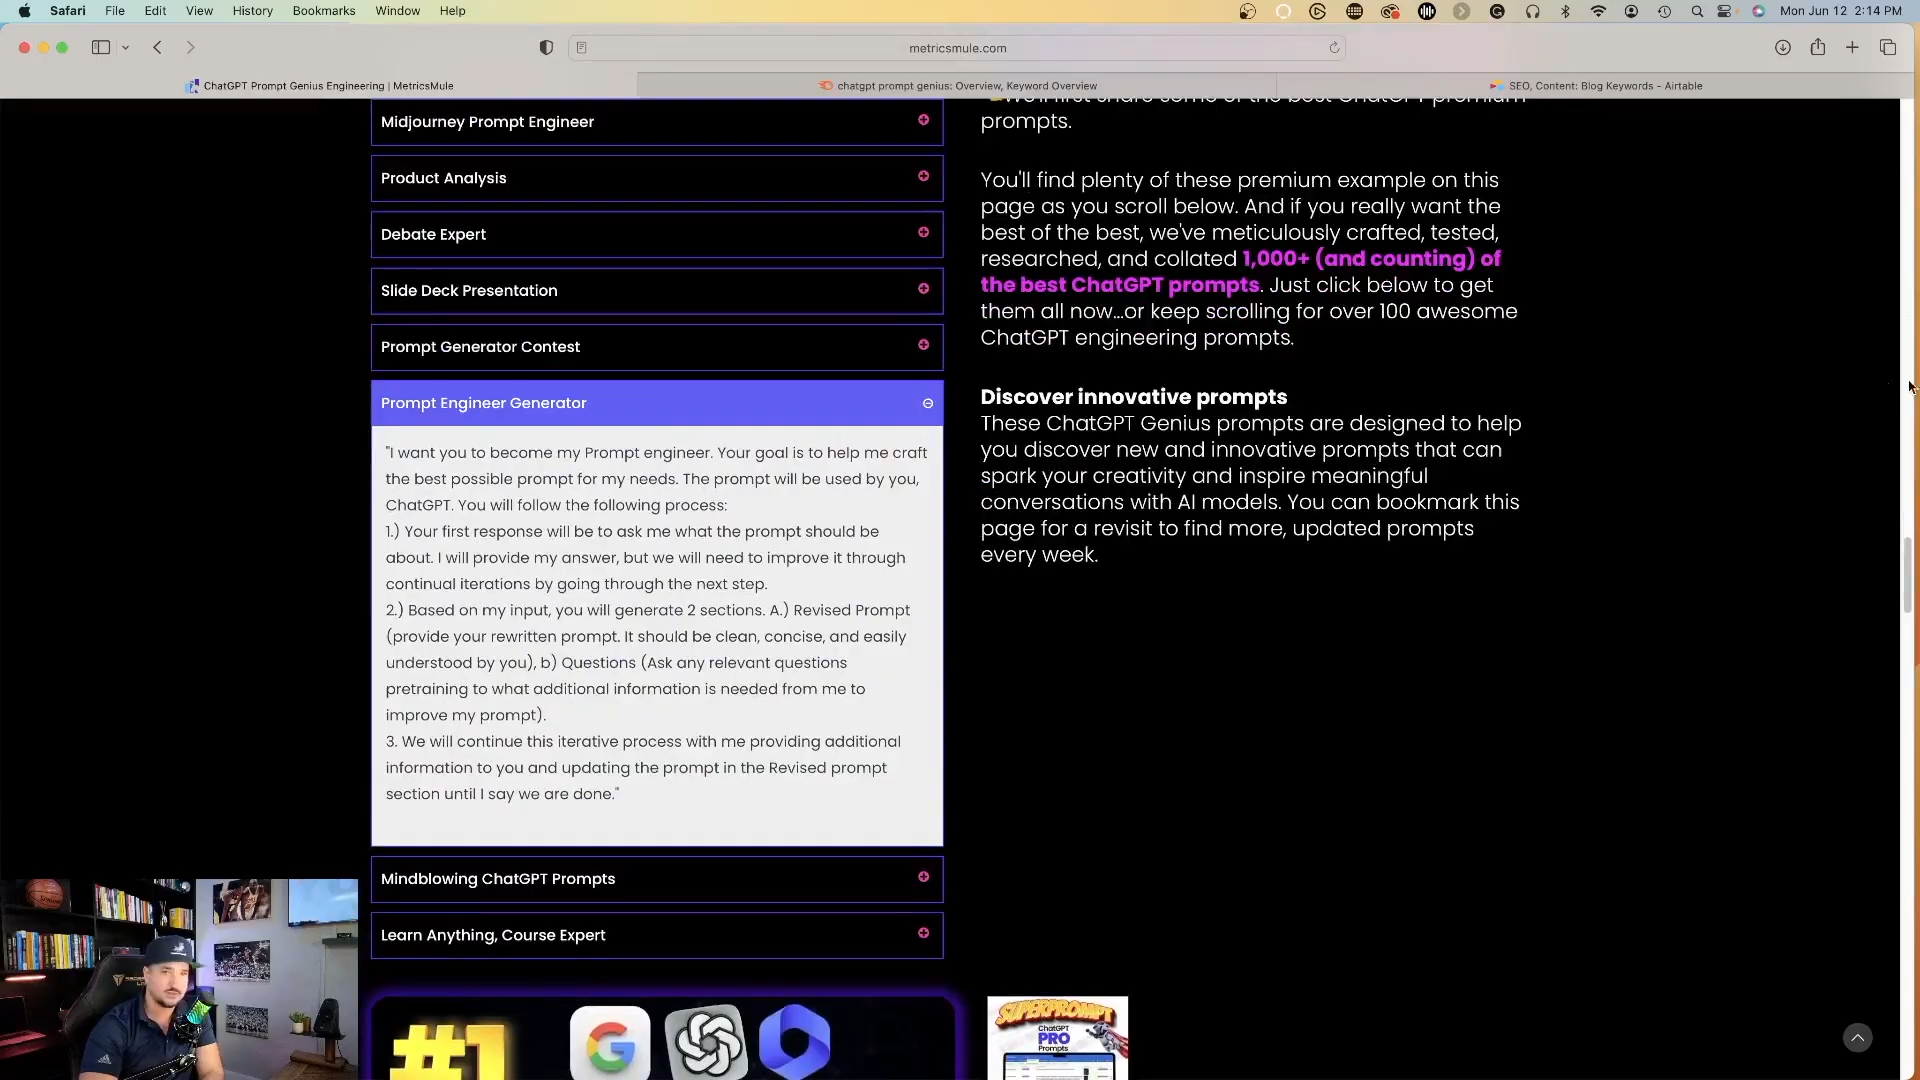 Safari File Edit View History Bookmarks Window Help Mon Jun 12 2:14 PM
metricsmule.com
ChatGPT Prompt Genius Engineering | MetricsMule
chatgpt prompt genius: Overview, Keyword Overview
SEO, Content: Blog Keywords - Airtable
Midjourney Prompt Engineer
Product Analysis
Debate Expert
Slide Deck Presentation
Prompt Generator Contest
Prompt Engineer Generator
"I want you to become my Prompt engineer. Your goal is to help me craft
the best possible prompt for my needs. The prompt will be used by you,
ChatGPT. You will follow the following process:
1.) Your first response will be to ask me what the prompt should be
about. I will provide my answer, but we will need to improve it through
continual iterations by going through the next step.
2.) Based on my input, you will generate 2 sections. A.) Revised Prompt
(provide your rewritten prompt. It should be clean, concise, and easily
understood by you), b) Questions (Ask any relevant questions
pretraining to what additional information is needed from me to
improve my prompt).
3. We will continue this iterative process with me providing additional
information to you and updating the prompt in the Revised prompt
section until I say we are done."
Mindblowing ChatGPT Prompts
Learn Anything, Course Expert
We'll first share some of the best ChatGPT premium
prompts.
You'll find plenty of these premium example on this
page as you scroll below. And if you really want the
best of the best, we've meticulously crafted, tested,
researched, and collated 1,000+ (and counting) of
the best ChatGPT prompts. Just click below to get
them all now...or keep scrolling for over 100 awesome
ChatGPT engineering prompts.
Discover innovative prompts
These ChatGPT Genius prompts are designed to help
you discover new and innovative prompts that can
spark your creativity and inspire meaningful
conversations with AI models. You can bookmark this
page for a revisit to find more, updated prompts
every week.
#1
G
SUPERPROMPT
ChatGPT
PRO
Prompts